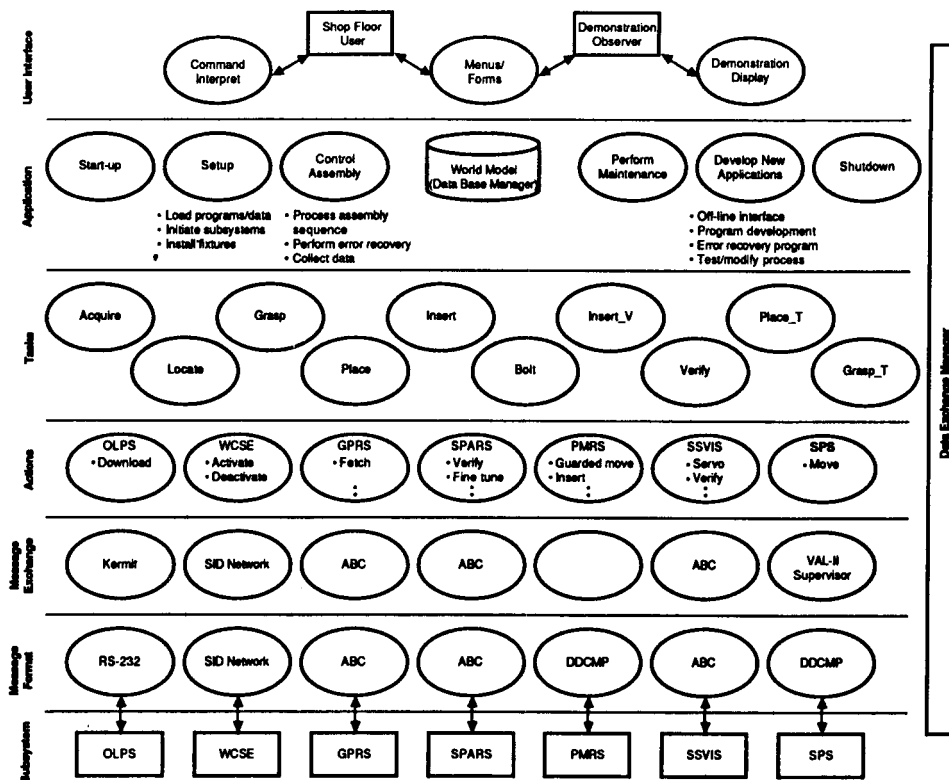 User Interface
Shop Floor
User
Demonstration
Observer
Command
Interpret
Menus/
Forms
Demonstration
Display
Application
Start-up
Setup
Control
Assembly
World Model
(Data Base Manager)
Perform
Maintenance
Develop New
Applications
Shutdown
• Load programs/data
• Initiate subsystems
• Install fixtures
• Process assembly
sequence
• Perform error recovery
• Collect data
• Off-line interface
• Program development
• Error recovery program
• Test/modify process
Tasks
Acquire
Grasp
Insert
Insert_V
Place_T
Locate
Place
Bolt
Verify
Grasp_T
Actions
OLPS
• Download
WCSE
• Activate
• Deactivate
GPRS
• Fetch
SPARS
• Verify
• Fine tune
PMRS
• Guarded move
• Insert
SSVIS
• Servo
• Verify
SPS
• Move
Message
Exchange
Kermit
SID Network
ABC
ABC
ABC
VAL-II
Supervisor
Message
Format
RS-232
SID Network
ABC
ABC
DDCMP
ABC
DDCMP
Subsystem
OLPS
WCSE
GPRS
SPARS
PMRS
SSVIS
SPS
Data Exchange Manager